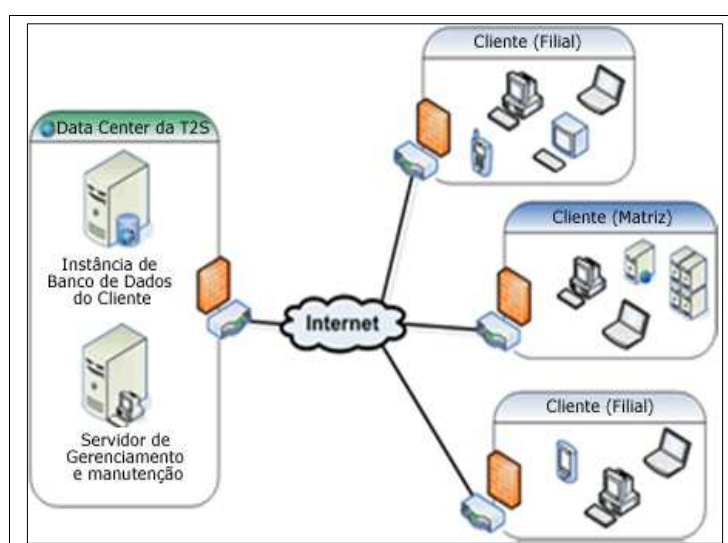 Data Center da T2S
Instância de
Banco de Dados
do Cliente
Servidor de
Gerenciamento
e manutenção
Internet
Cliente (Filial)
Cliente (Matriz)
Cliente (Filial)